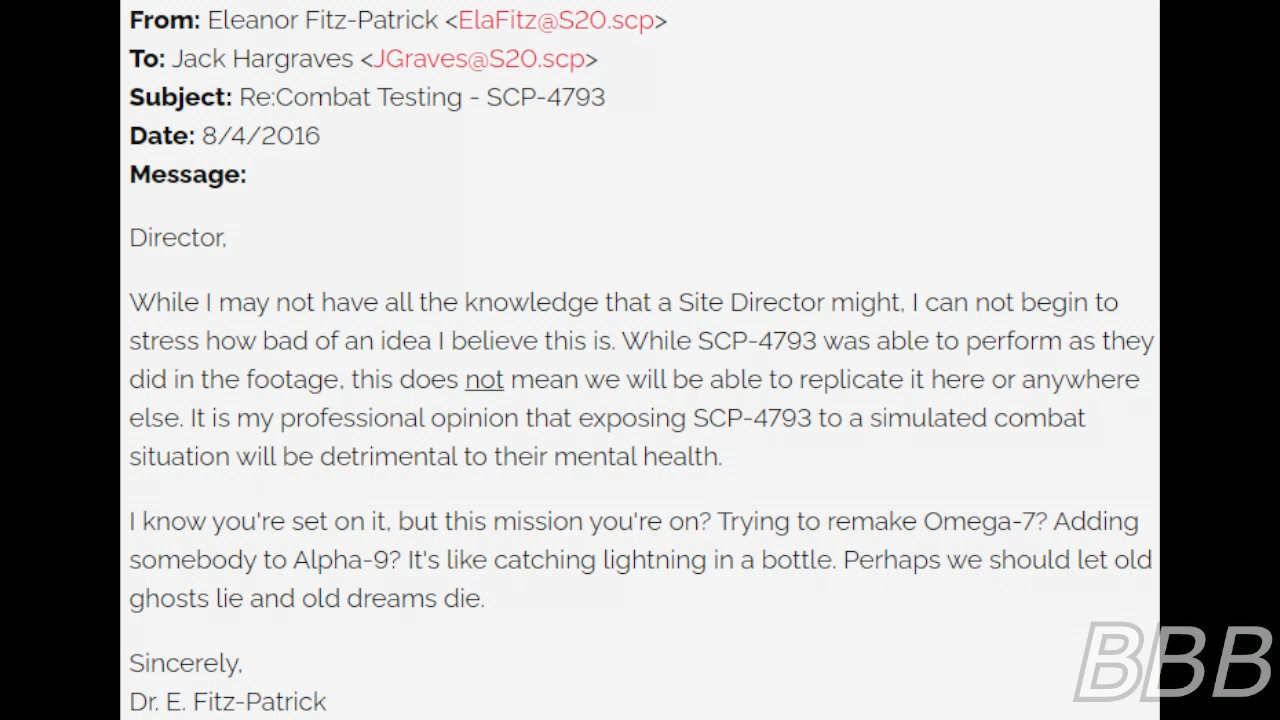 From: Eleanor Fitz-Patrick <ElaFitz@S20.scp>
To: Jack Hargraves <JGraves@S20.scp>
Subject: Re:Combat Testing - SCP-4793
Date: 8/4/2016
Message:
Director,
While I may not have all the knowledge that a Site Director might, I can not begin to
stress how bad of an idea I believe this is. While SCP-4793 was able to perform as they
did in the footage, this does not mean we will be able to replicate it here or anywhere
else. It is my professional opinion that exposing SCP-4793 to a simulated combat
situation will be detrimental to their mental health.
I know you're set on it, but this mission you're on? Trying to remake Omega-7? Adding
somebody to Alpha-9? It's like catching lightning in a bottle. Perhaps we should let old
ghosts lie and old dreams die.
Sincerely,
Dr. E. Fitz-Patrick
BBB